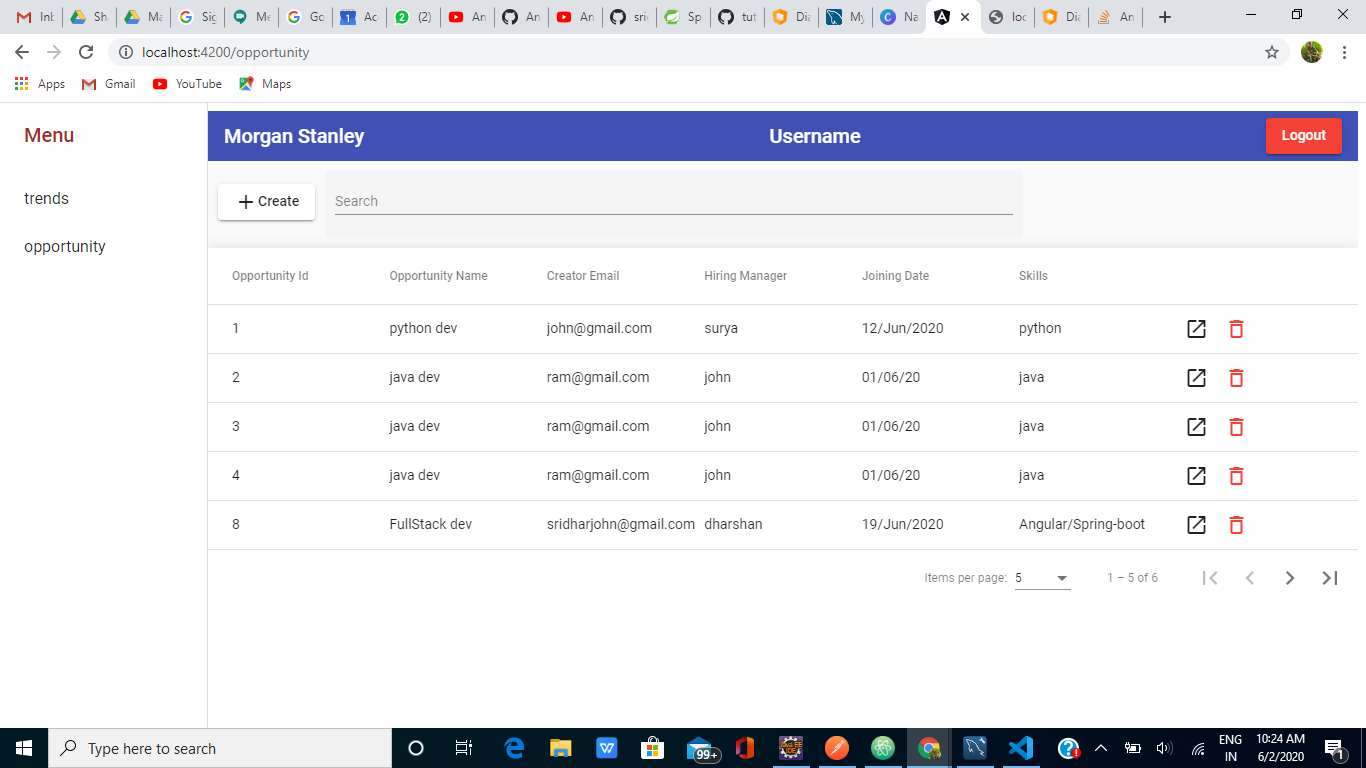 Inb Sh Ma Sig Me Go Ac (2) An An An sric Sp tut Dia My Na loc Dia An
localhost:4200/opportunity
Apps Gmail YouTube Maps
Menu
Morgan Stanley Username Logout
trends
opportunity
Create Search
Opportunity Id Opportunity Name Creator Email Hiring Manager Joining Date Skills
1 python dev john@gmail.com surya 12/Jun/2020 python
2 java dev ram@gmail.com john 01/06/20 java
3 java dev ram@gmail.com john 01/06/20 java
4 java dev ram@gmail.com john 01/06/20 java
8 FullStack dev sridharjohn@gmail.com dharshan 19/Jun/2020 Angular/Spring-boot
Items per page: 5 1 – 5 of 6
Type here to search
99+
ENG
IN
10:24 AM
6/2/2020
1